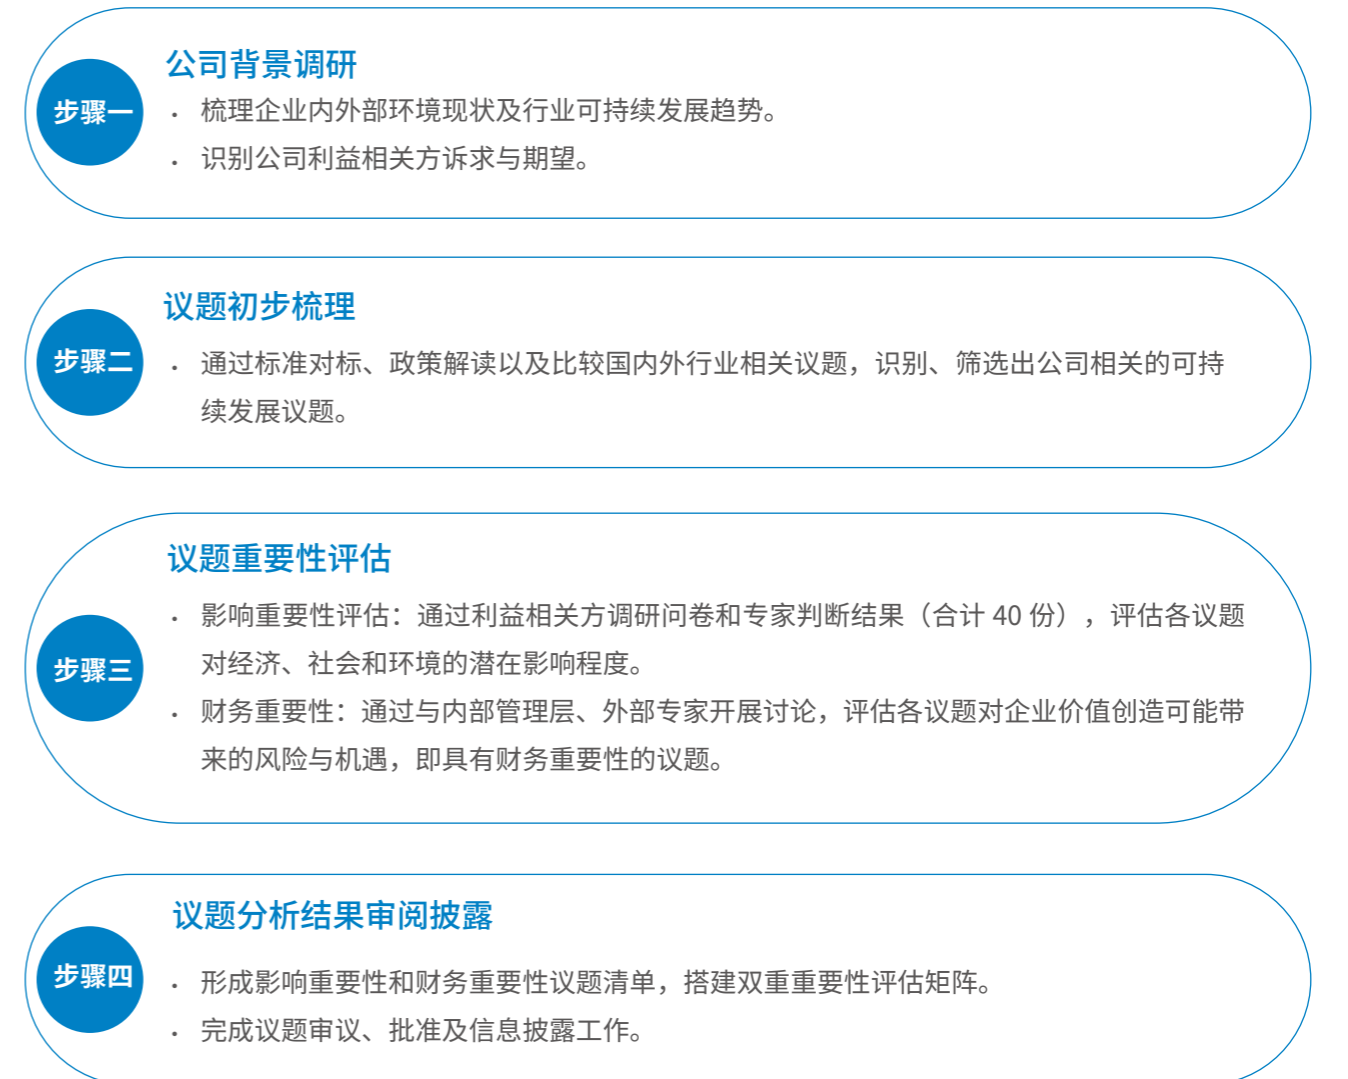 公司背景调研
步骤一
· 梳理企业内外部环境现状及行业可持续发展趋势。
· 识别公司利益相关方诉求与期望。
议题初步梳理
步骤二
· 通过标准对标、政策解读以及比较国内外行业相关议题，识别、筛选出公司相关的可持
续发展议题。
议题重要性评估
步骤三
· 影响重要性评估：通过利益相关方调研问卷和专家判断结果（合计 40 份），评估各议题
对经济、社会和环境的潜在影响程度。
· 财务重要性：通过与内部管理层、外部专家开展讨论，评估各议题对企业价值创造可能带
来的风险与机遇，即具有财务重要性的议题。
议题分析结果审阅披露
步骤四
· 形成影响重要性和财务重要性议题清单，搭建双重重要性评估矩阵。
· 完成议题审议、批准及信息披露工作。